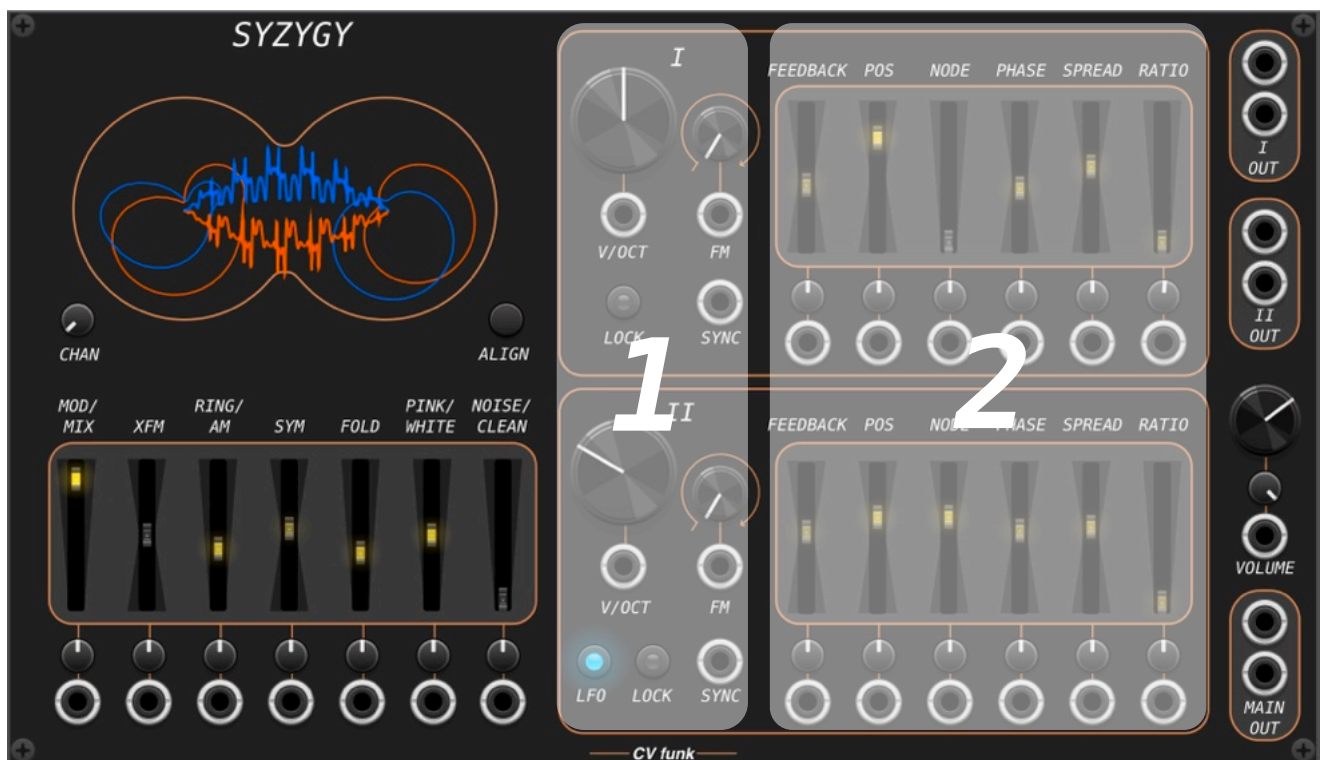 SYZYGY
CHAN
ALIGN
MOD/
MIX
XFM
RING/
AM
SYM
FOLD
PINK/
WHITE
NOISE/
CLEAN
I
V/OCT
FM
LOCK
SYNC
1
II
V/OCT
FM
LFO
LOCK
SYNC
FEEDBACK POS NODE PHASE SPREAD RATIO
2
FEEDBACK POS NODE PHASE SPREAD RATIO
I
OUT
II
OUT
VOLUME
MAIN
OUT
CV funk